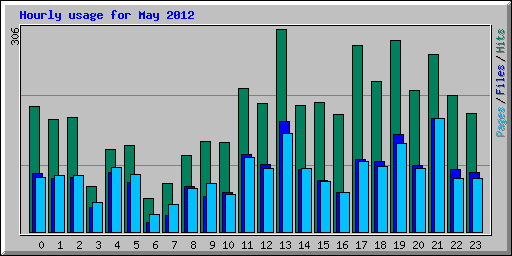 Hourly usage for May 2012
306
Pages / Files / Hits
0 1 2 3 4 5 6 7 8 9 10 11 12 13 14 15 16 17 18 19 20 21 22 23